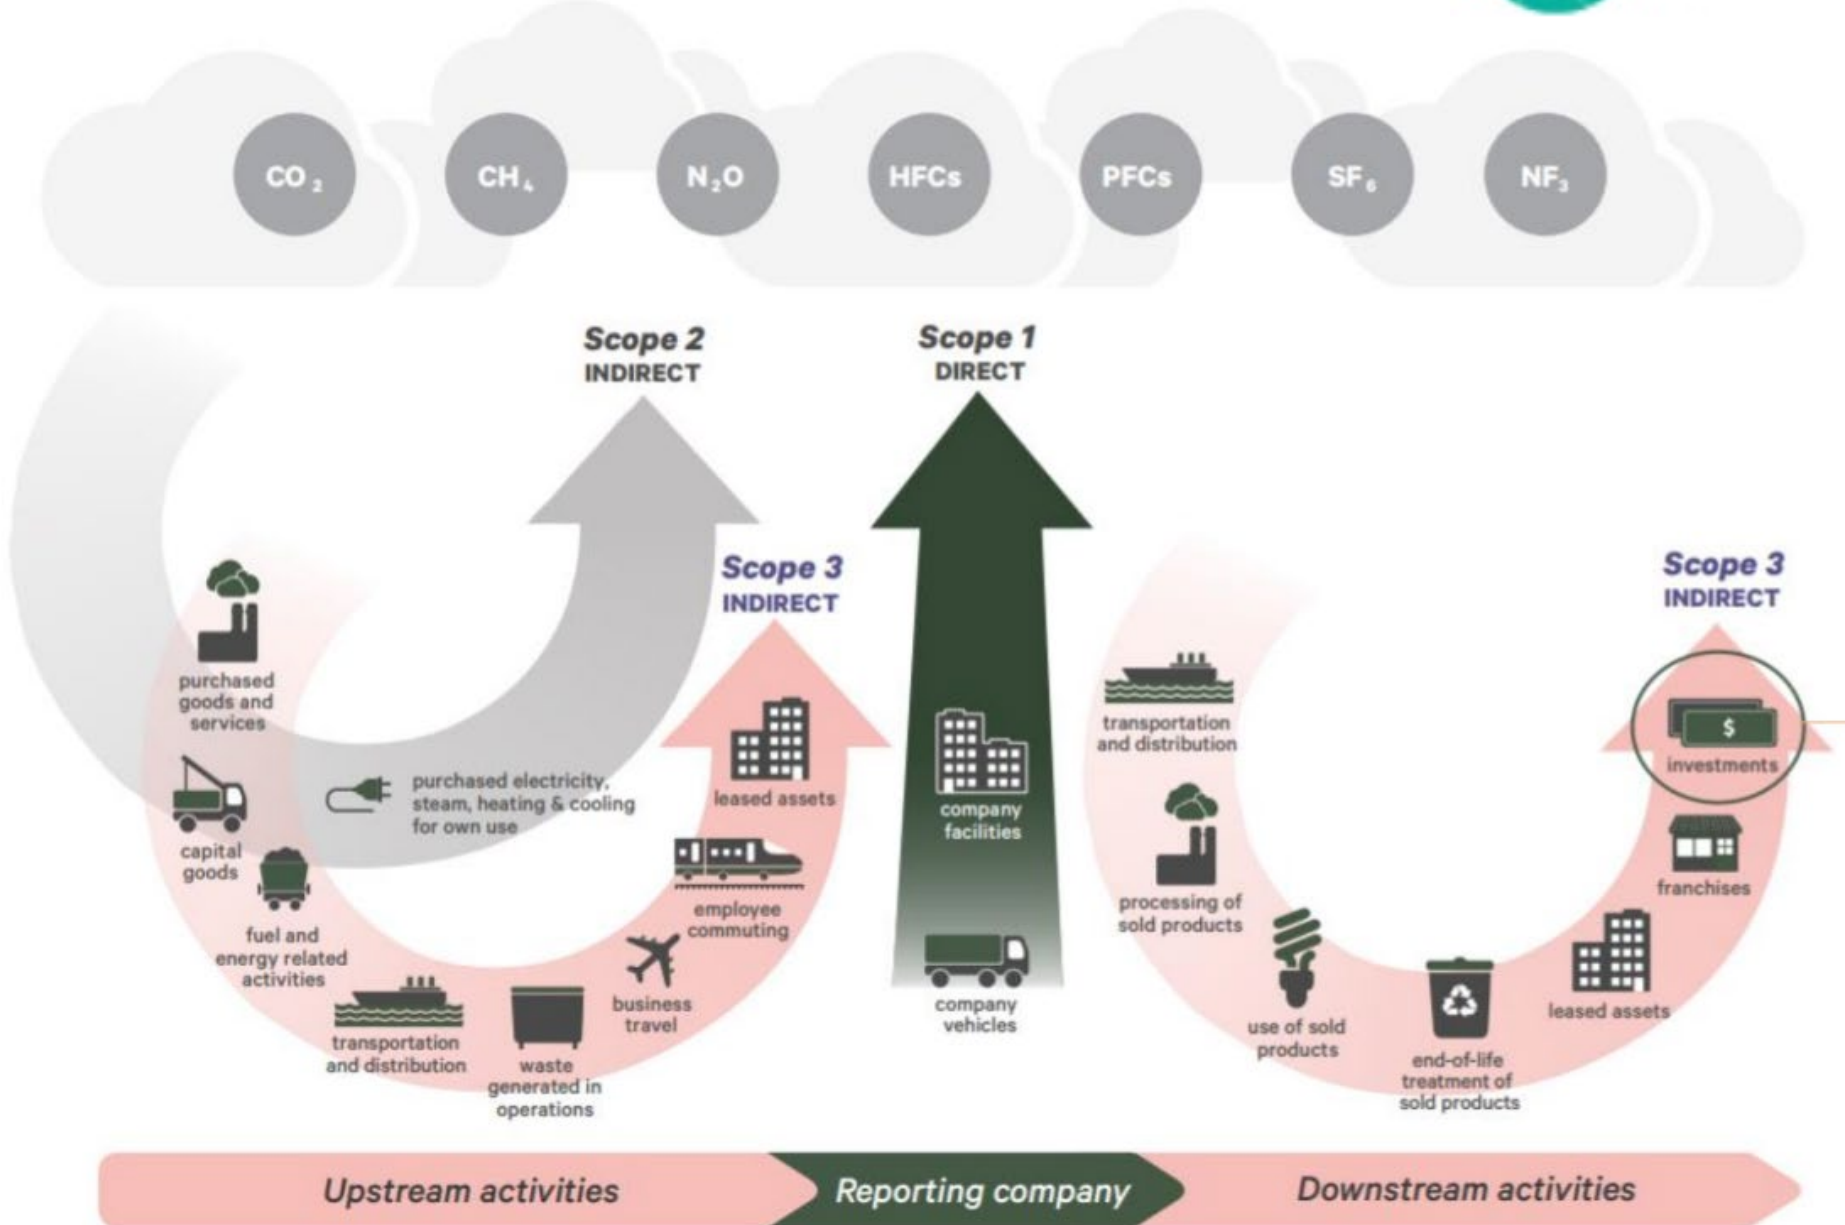 CO₂ CH₄ N₂O HFCs PFCs SF₆ NF₃
Scope 2
INDIRECT
Scope 1
DIRECT
Scope 3
INDIRECT
Scope 3
INDIRECT
purchased
goods and
services
capital
goods
fuel and
energy related
activities
transportation
and distribution
waste
generated in
operations
business
travel
employee
commuting
leased assets
purchased electricity,
steam, heating & cooling
for own use
company
facilities
company
vehicles
transportation
and distribution
processing of
sold products
use of sold
products
end-of-life
treatment of
sold products
leased assets
franchises
$
investments
Upstream activities
Reporting company
Downstream activities